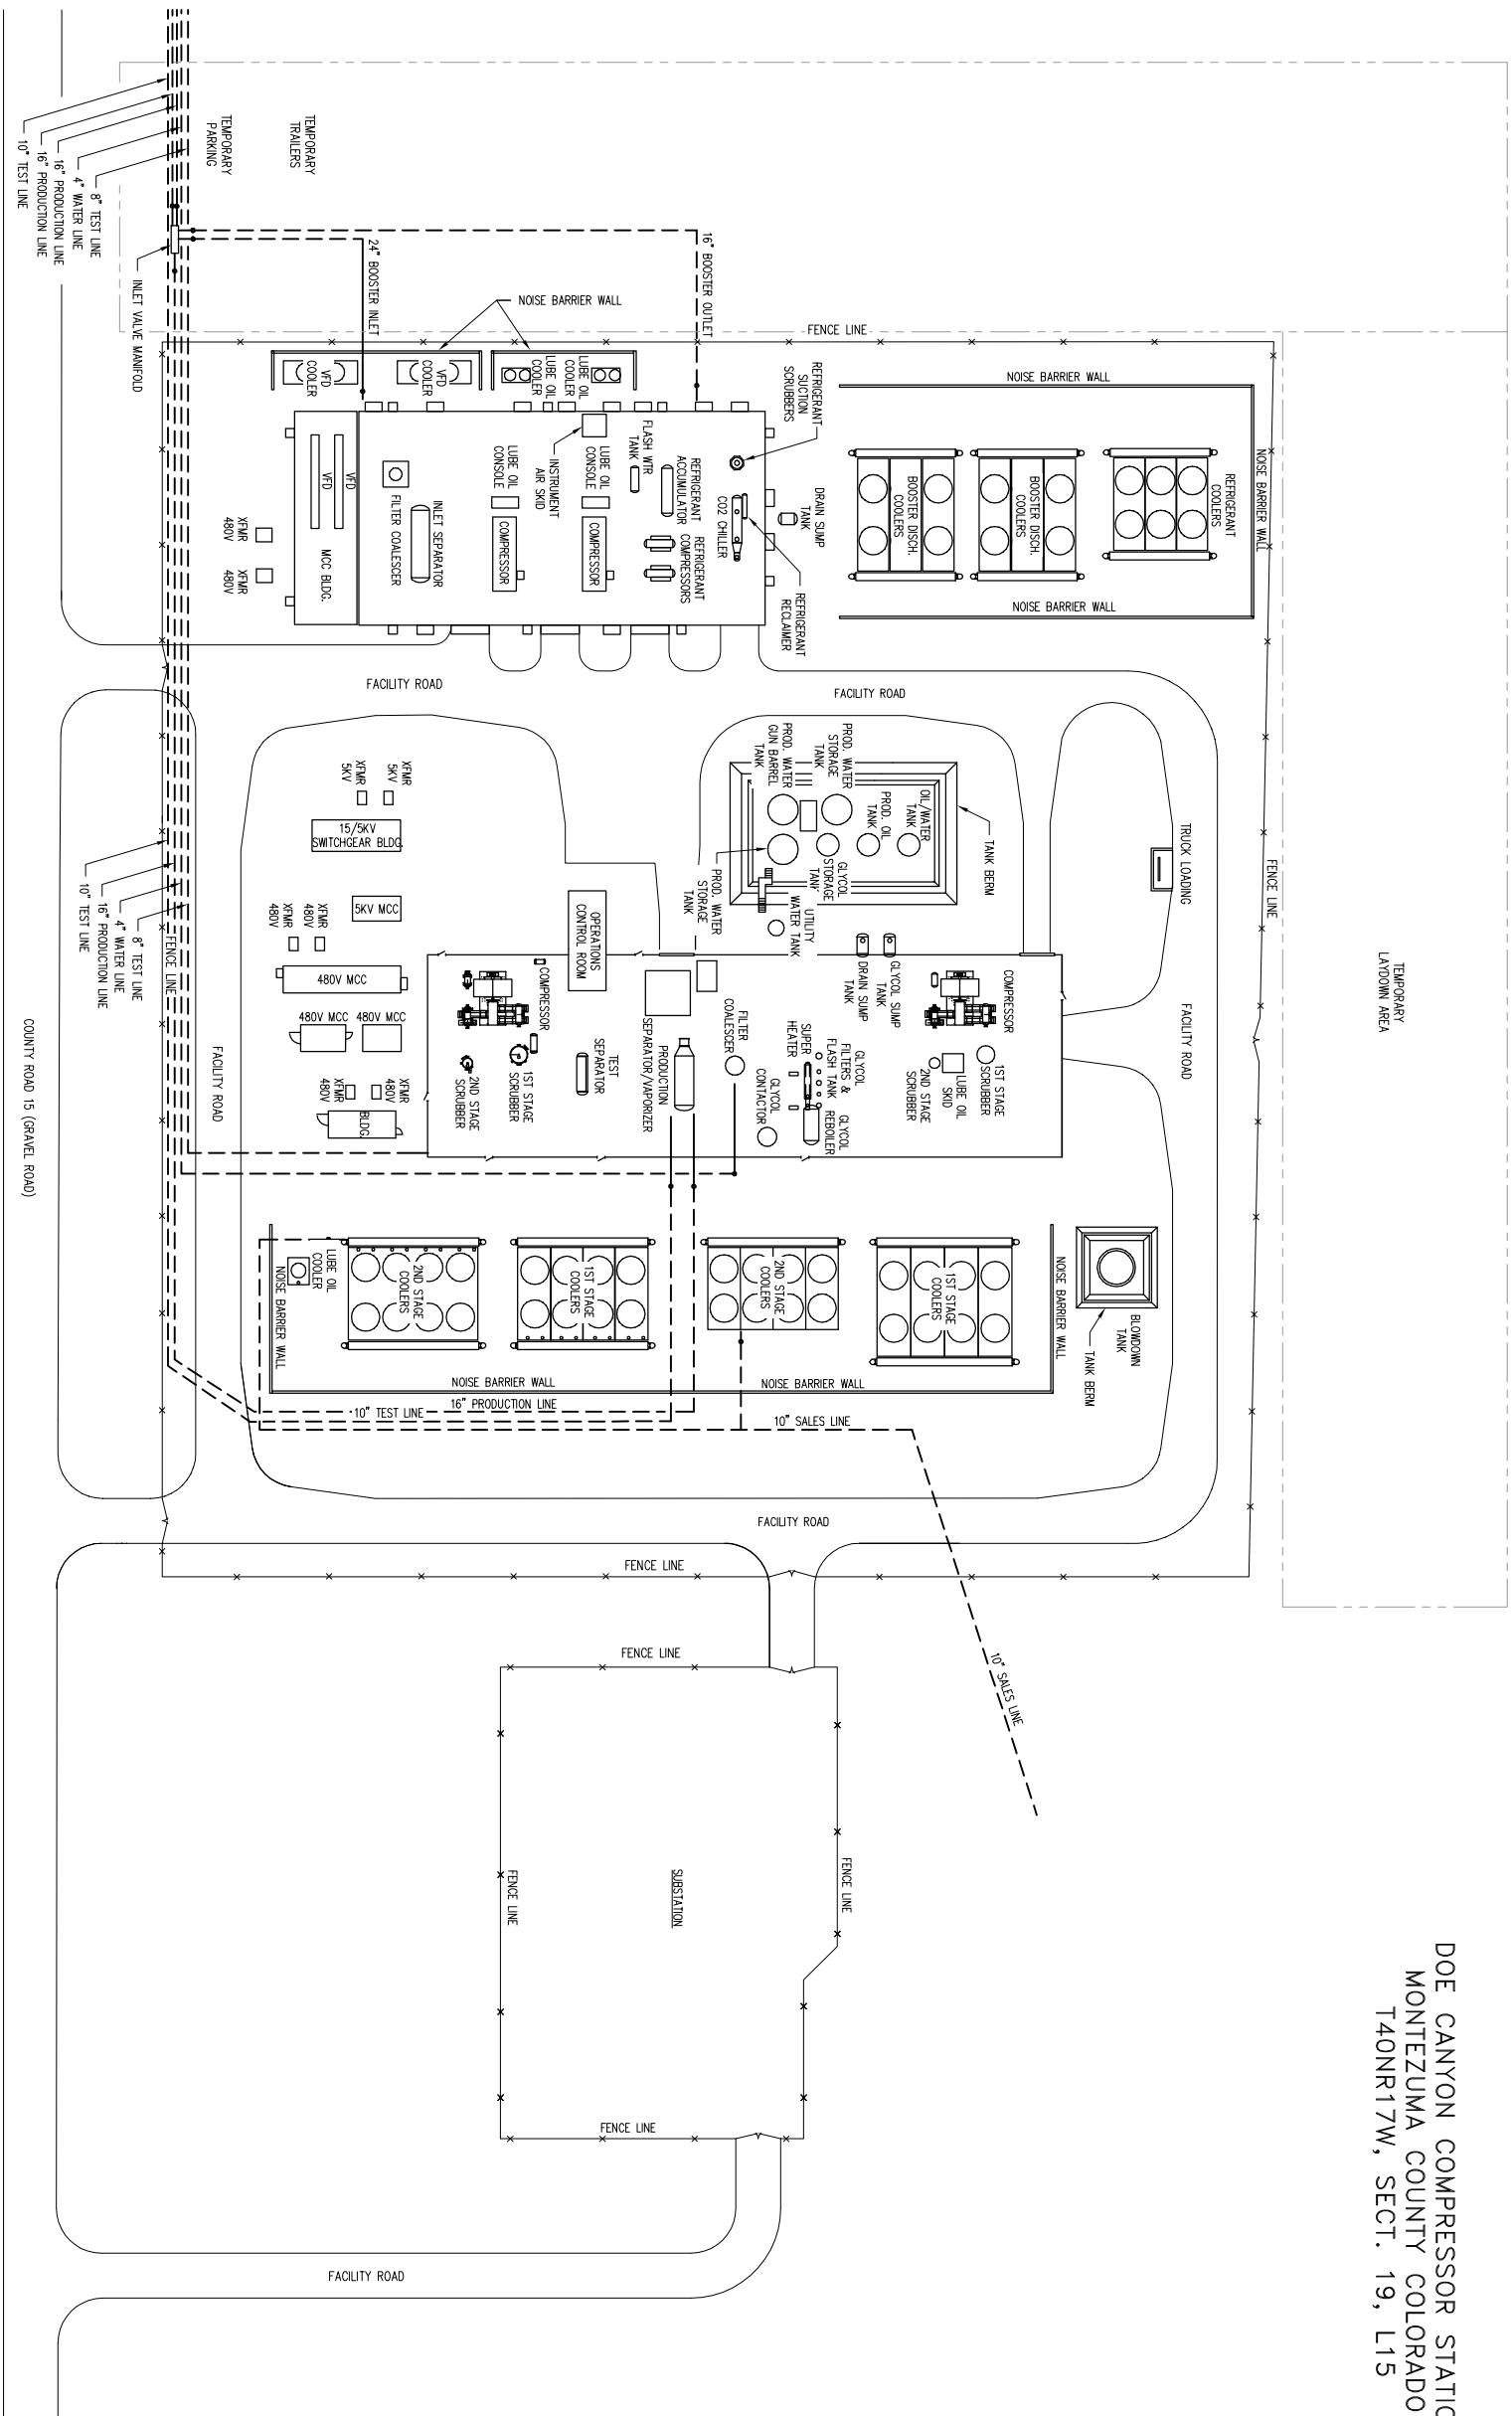 DOE CANYON COMPRESSOR STATIO
MONTEZUMA COUNTY COLORADO
T40NR17W, SECT. 19, L15
TEMPORARY
LAYDOWN AREA
TEMPORARY
TRAILERS
TEMPORARY
PARKING
8" TEST LINE
4" WATER LINE
16" PRODUCTION LINE
16" PRODUCTION LINE
10" TEST LINE
INLET VALVE MANIFOLD
24" BOOSTER INLET
16" BOOSTER OUTLET
NOISE BARRIER WALL
FENCE LINE
VFD
COOLER
VFD
COOLER
LUBE OIL
COOLER
LUBE OIL
COOLER
REFRIGERANT
SUCTION
SCRUBBERS
NOISE BARRIER WALL
NOISE BARRIER WALL
NOISE BARRIER WALL
REFRIGERANT
COOLERS
BOOSTER DISCH.
COOLERS
BOOSTER DISCH.
COOLERS
DRAIN SUMP
TANK
CO2 CHILLER
REFRIGERANT
RECLAIMER
REFRIGERANT
ACCUMULATOR
REFRIGERANT
COMPRESSORS
FLASH WTR
TANK
LUBE OIL
CONSOLE
INSTRUMENT
AIR SKID
LUBE OIL
CONSOLE
COMPRESSOR
COMPRESSOR
INLET SEPARATOR
FILTER COALESCER
VFD
VFD
MCC BLDG.
XFMR
480V
XFMR
480V
FACILITY ROAD
FACILITY ROAD
PROD. WATER
GUN BARREL
TANK
PROD. WATER
STORAGE
TANK
OIL/WATER
TANK
PROD. OIL
TANK
GLYCOL
STORAGE
TANK
PROD. WATER
STORAGE
TANK
TANK BERM
UTILITY
WATER TANK
TRUCK LOADING
FENCE LINE
FACILITY ROAD
XFMR
5KV
XFMR
5KV
15/5KV
SWITCHGEAR BLDG.
5KV MCC
XFMR
480V
XFMR
480V
480V MCC
480V MCC
480V MCC
XFMR
480V
XFMR
480V
BLDG.
OPERATIONS
CONTROL ROOM
8" TEST LINE
4" WATER LINE
16" PRODUCTION LINE
10" TEST LINE
FENCE LINE
FACILITY ROAD
COUNTY ROAD 15 (GRAVEL ROAD)
COMPRESSOR
1ST STAGE
SCRUBBER
2ND STAGE
SCRUBBER
TEST
SEPARATOR
PRODUCTION
SEPARATOR/VAPORIZER
FILTER
COALESCER
GLYCOL
CONTACTOR
SUPER
HEATER
GLYCOL
FILTERS &
FLASH TANK
GLYCOL
REBOILER
GLYCOL SUMP
TANK
DRAIN SUMP
TANK
COMPRESSOR
1ST STAGE
SCRUBBER
LUBE OIL
SKID
2ND STAGE
SCRUBBER
BLOWDOWN
TANK
TANK BERM
NOISE BARRIER WALL
1ST STAGE
COOLERS
2ND STAGE
COOLERS
1ST STAGE
COOLERS
2ND STAGE
COOLERS
LUBE OIL
COOLER
NOISE BARRIER WALL
NOISE BARRIER WALL
NOISE BARRIER WALL
16" PRODUCTION LINE
10" TEST LINE
10" SALES LINE
FACILITY ROAD
FENCE LINE
10" SALES LINE
FENCE LINE
FENCE LINE
SUBSTATION
FENCE LINE
FENCE LINE
FACILITY ROAD